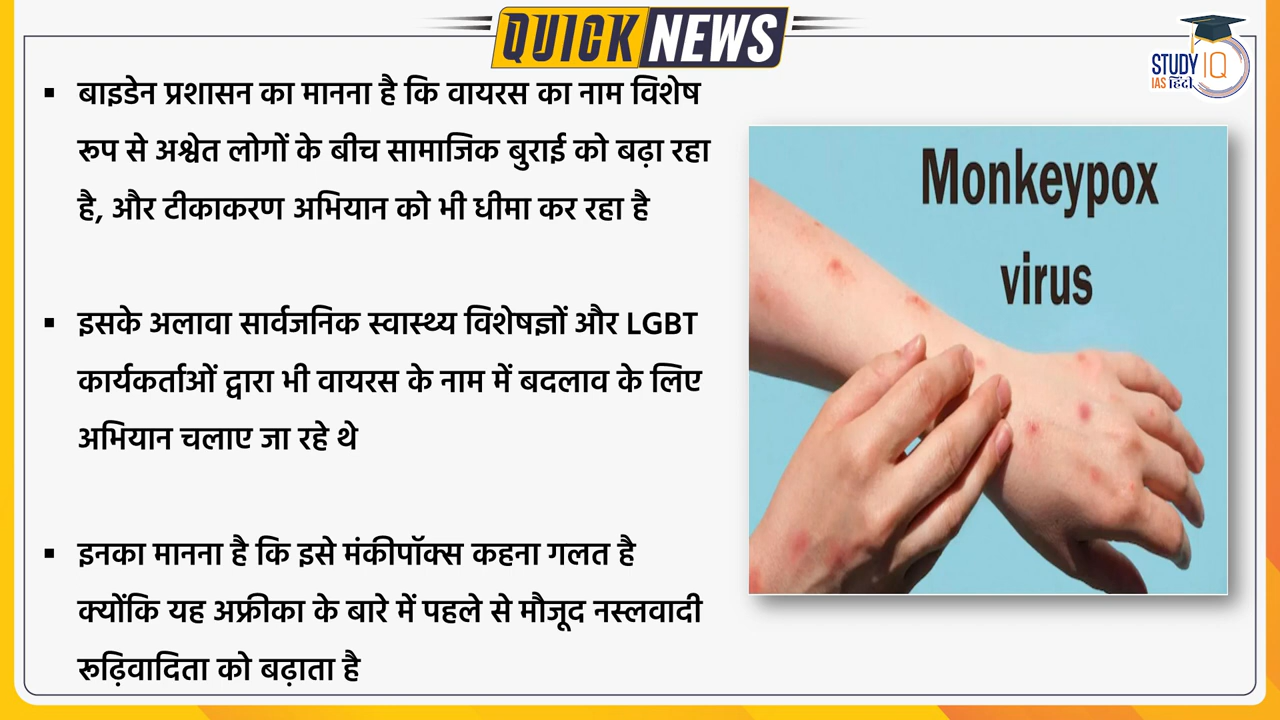 QUICK NEWS
STUDY IQ
IAS हिंदी
▪ बाइडेन प्रशासन का मानना है कि वायरस का नाम विशेष
रूप से अश्वेत लोगों के बीच सामाजिक बुराई को बढ़ा रहा
है, और टीकाकरण अभियान को भी धीमा कर रहा है
▪ इसके अलावा सार्वजनिक स्वास्थ्य विशेषज्ञों और LGBT
कार्यकर्ताओं द्वारा भी वायरस के नाम में बदलाव के लिए
अभियान चलाए जा रहे थे
▪ इनका मानना है कि इसे मंकीपॉक्स कहना गलत है
क्योंकि यह अफ्रीका के बारे में पहले से मौजूद नस्लवादी
रूढ़िवादिता को बढ़ाता है
Monkeypox
virus